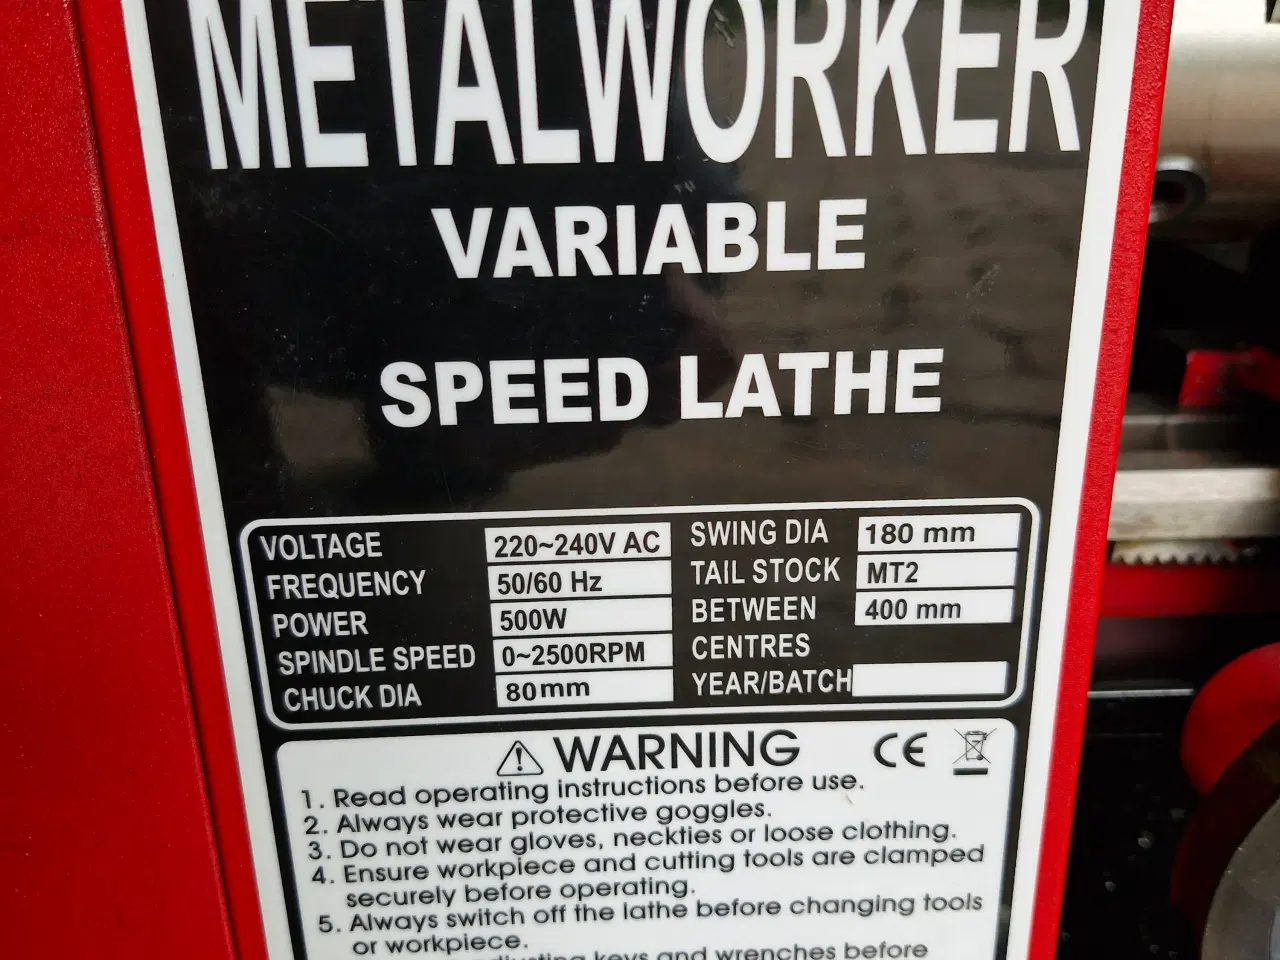 METALWORKER
VARIABLE
SPEED LATHE
VOLTAGE 220~240V AC
FREQUENCY 50/60 Hz
POWER 500W
SPINDLE SPEED 0~2500RPM
CHUCK DIA 80mm
SWING DIA 180 mm
TAIL STOCK MT2
BETWEEN 400 mm
CENTRES
YEAR/BATCH
WARNING CE
1. Read operating instructions before use.
2. Always wear protective goggles.
3. Do not wear gloves, neckties or loose clothing.
4. Ensure workpiece and cutting tools are clamped
securely before operating.
5. Always switch off the lathe before changing tools
or workpiece.
keys and wrenches before